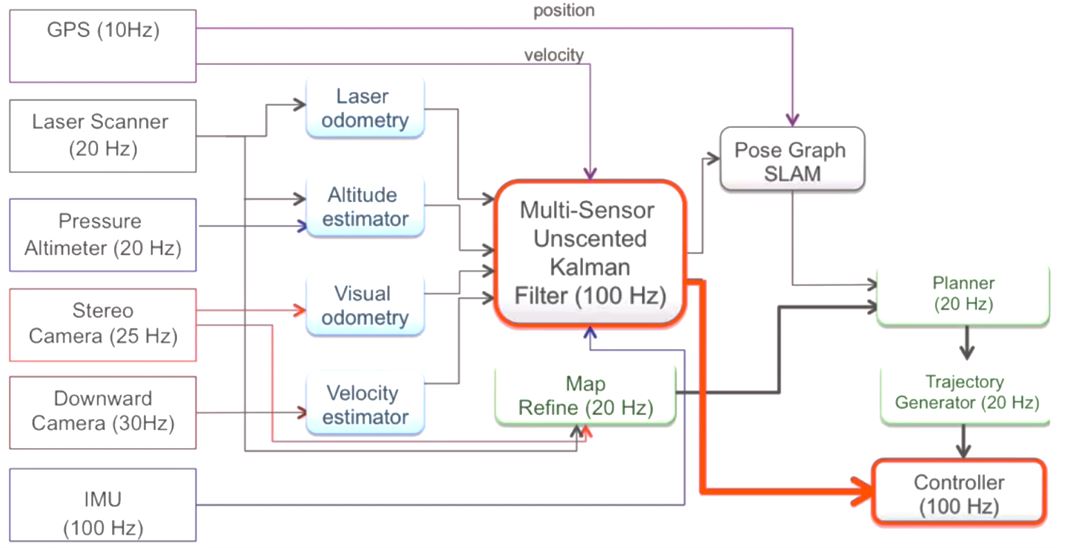 position
GPS (10Hz)
velocity
Laser Scanner
(20 Hz)
Laser
odometry
Pose Graph
SLAM
Pressure
Altimeter (20 Hz)
Altitude
estimator
Multi-Sensor
Unscented
Kalman
Filter (100 Hz)
Stereo
Camera (25 Hz)
Visual
odometry
Planner
(20 Hz)
Downward
Camera (30Hz)
Velocity
estimator
Map
Refine (20 Hz)
Trajectory
Generator (20 Hz)
IMU
(100 Hz)
Controller
(100 Hz)